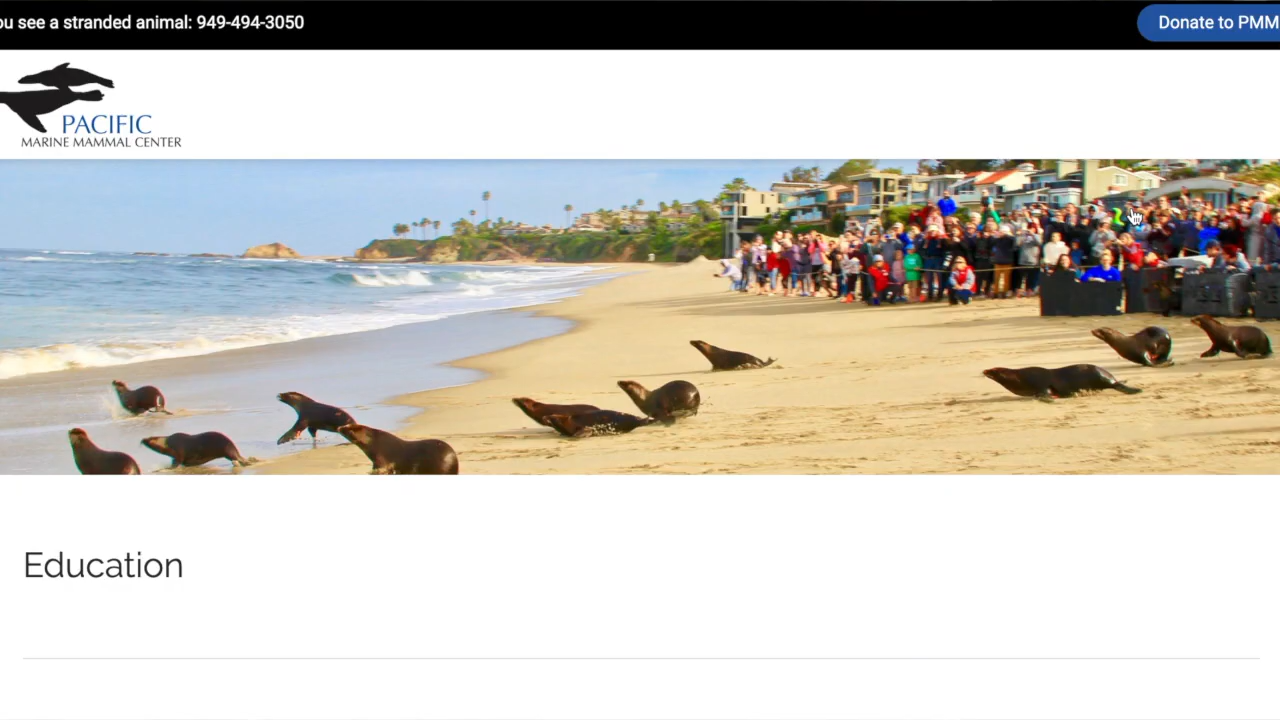 ou see a stranded animal: 949-494-3050
Donate to PMM
PACIFIC
MARINE MAMMAL CENTER
Education